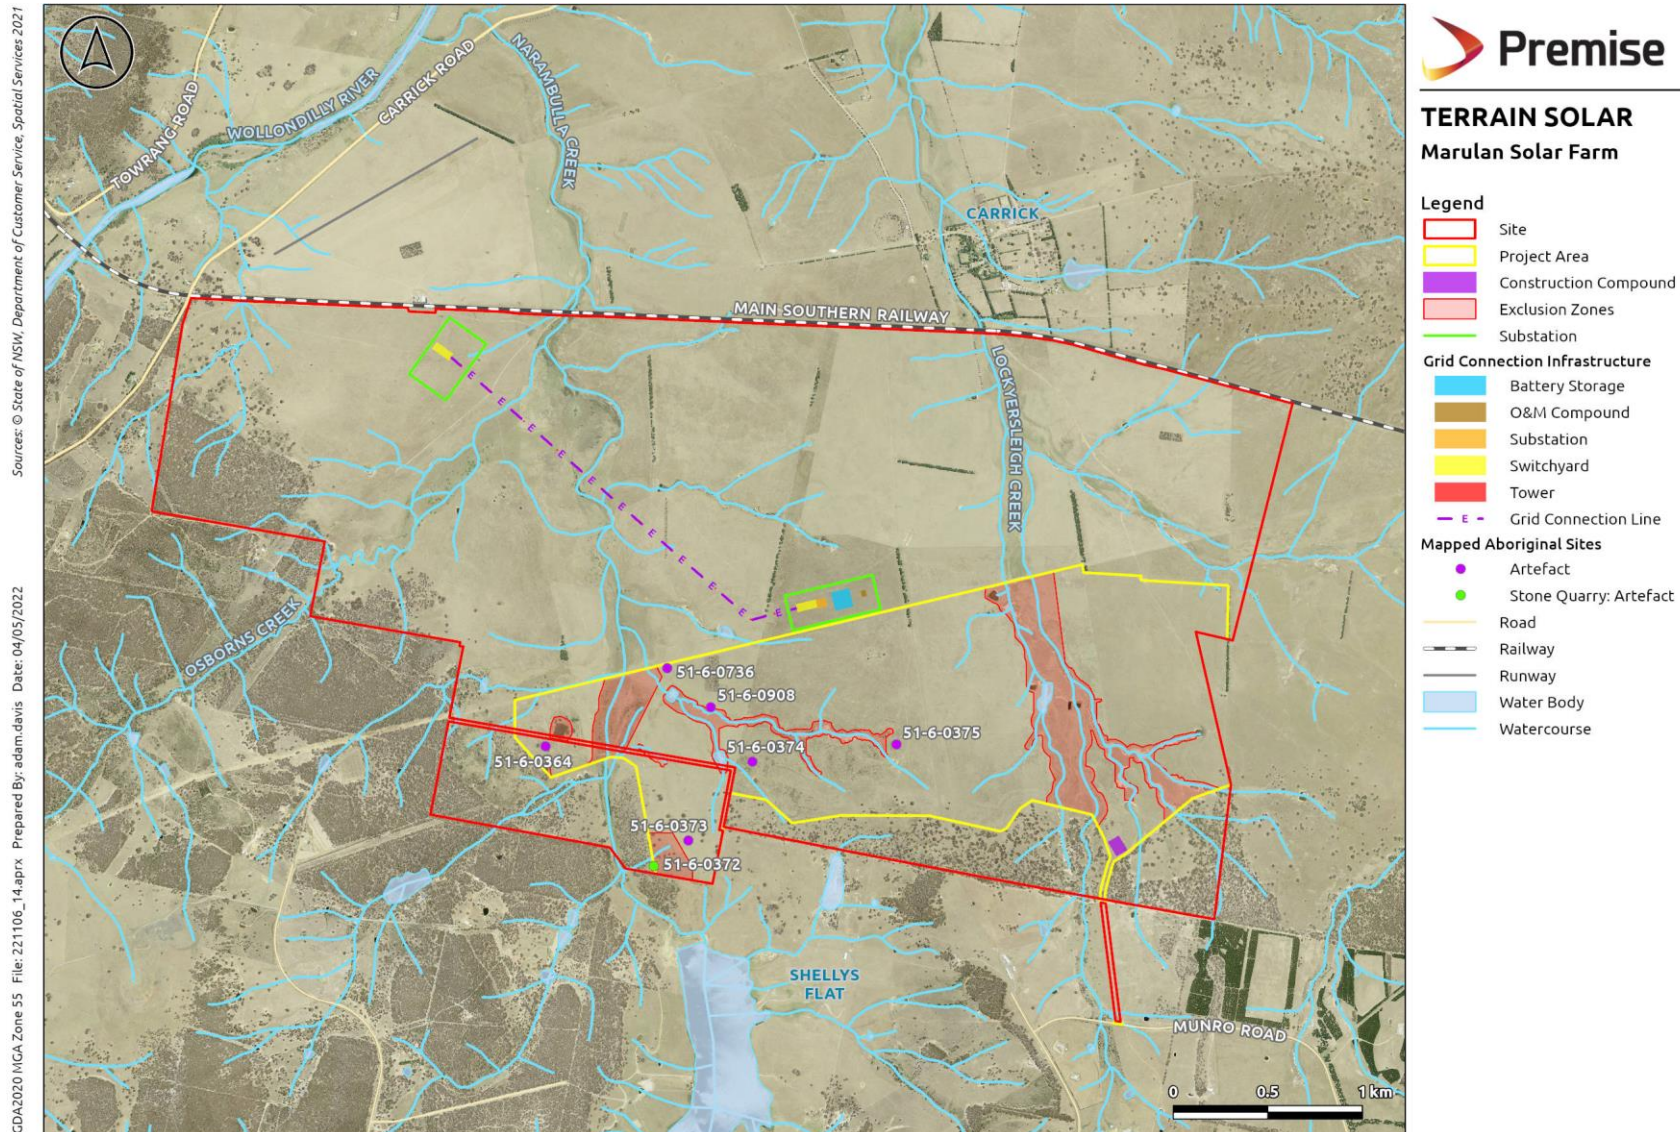 Sources: © State of NSW, Department of Customer Service, Spatial Services 2021
GDA2020 MGA Zone 55 File: 221106_14.aprx Prepared By: adam.davis Date: 04/05/2022
TOWRANG ROAD
WOLLONDILLY RIVER
CARRICK ROAD
NARAMBULLA CREEK
CARRICK
MAIN SOUTHERN RAILWAY
LOCKYERSLEIGH CREEK
E
E
E
E
E
E
E
E
E
E
OSBORNS CREEK
51-6-0736
51-6-0908
51-6-0375
51-6-0374
51-6-0364
51-6-0373
51-6-0372
SHELLYS
FLAT
MUNRO ROAD
0 0.5 1 km
Premise
TERRAIN SOLAR
Marulan Solar Farm
Legend
Site
Project Area
Construction Compound
Exclusion Zones
Substation
Grid Connection Infrastructure
Battery Storage
O&M Compound
Substation
Switchyard
Tower
E Grid Connection Line
Mapped Aboriginal Sites
Artefact
Stone Quarry: Artefact
Road
Railway
Runway
Water Body
Watercourse